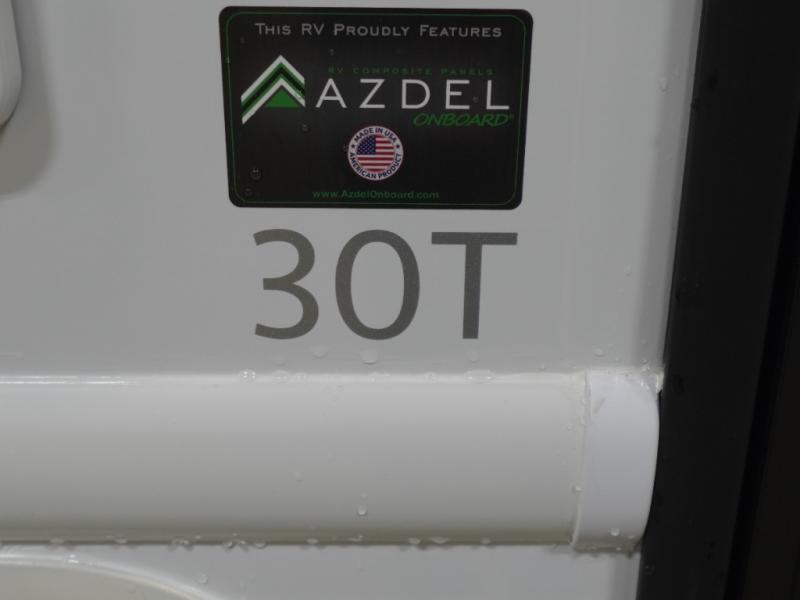 THIS RV PROUDLY FEATURES
RV COMPOSITE PANELS
AZDEL
ONBOARD®
MADE IN USA
AMERICAN PRODUCT
www.AzdelOnboard.com
30T